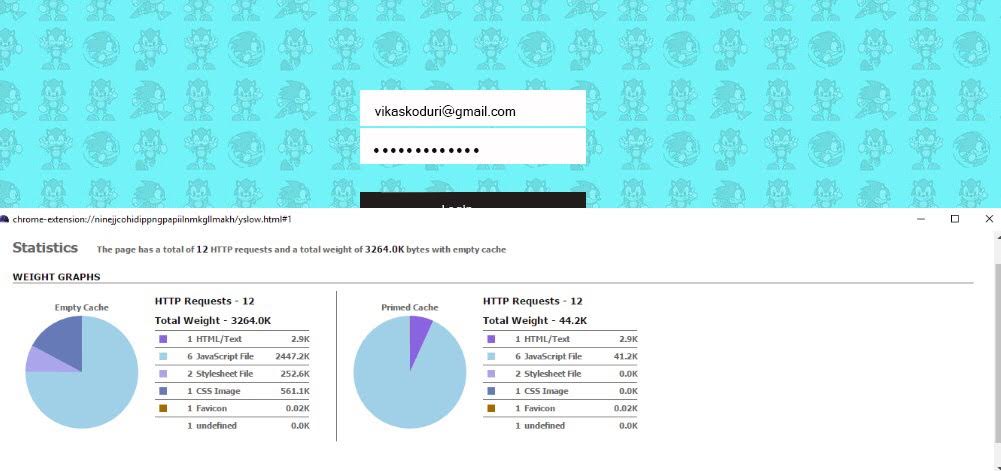 vikaskoduri@gmail.com
•••••••••••••
Login
chrome-extension://ninejjcohidippngpapiilnmkgllmakh/yslow.html#1
Statistics The page has a total of 12 HTTP requests and a total weight of 3264.0K bytes with empty cache
WEIGHT GRAPHS
Empty Cache
HTTP Requests - 12
Total Weight - 3264.0K
1 HTML/Text 2.9K
6 JavaScript File 2447.2K
2 Stylesheet File 252.6K
1 CSS Image 561.1K
1 Favicon 0.02K
1 undefined 0.0K
Primed Cache
HTTP Requests - 12
Total Weight - 44.2K
1 HTML/Text 2.9K
6 JavaScript File 41.2K
2 Stylesheet File 0.0K
1 CSS Image 0.0K
1 Favicon 0.02K
1 undefined 0.0K